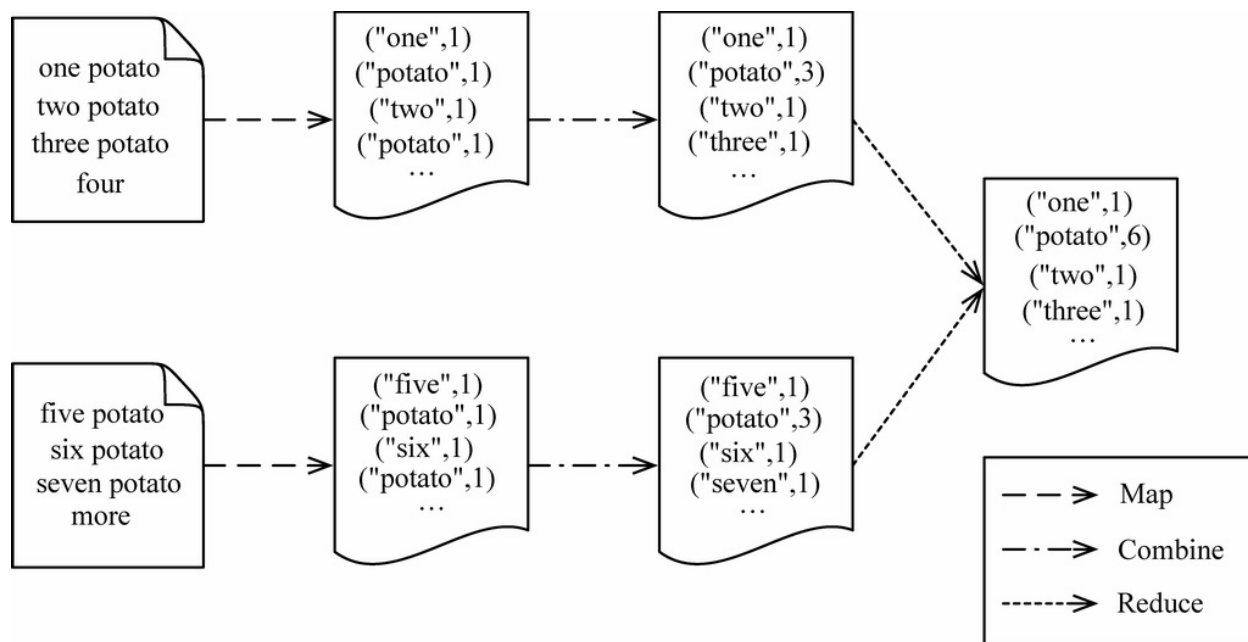 one potato
two potato
three potato
four
("one",1)
("potato",1)
("two",1)
("potato",1)
...
("one",1)
("potato",3)
("two",1)
("three",1)
...
five potato
six potato
seven potato
more
("five",1)
("potato",1)
("six",1)
("potato",1)
...
("five",1)
("potato",3)
("six",1)
("seven",1)
...
("one",1)
("potato",6)
("two",1)
("three",1)
...
Map
Combine
Reduce